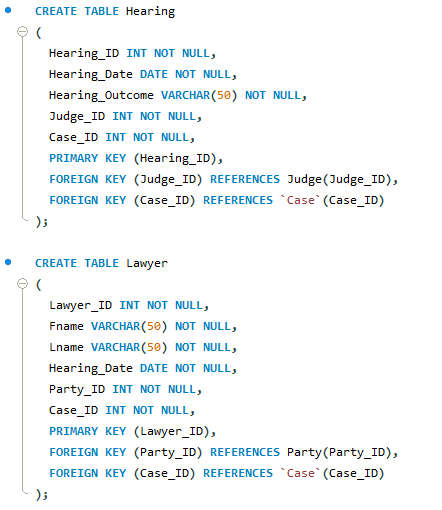 CREATE TABLE Hearing
(
Hearing_ID INT NOT NULL,
Hearing_Date DATE NOT NULL,
Hearing_Outcome VARCHAR(50) NOT NULL,
Judge_ID INT NOT NULL,
Case_ID INT NOT NULL,
PRIMARY KEY (Hearing_ID),
FOREIGN KEY (Judge_ID) REFERENCES Judge(Judge_ID),
FOREIGN KEY (Case_ID) REFERENCES `Case`(Case_ID)
);
CREATE TABLE Lawyer
(
Lawyer_ID INT NOT NULL,
Fname VARCHAR(50) NOT NULL,
Lname VARCHAR(50) NOT NULL,
Hearing_Date DATE NOT NULL,
Party_ID INT NOT NULL,
Case_ID INT NOT NULL,
PRIMARY KEY (Lawyer_ID),
FOREIGN KEY (Party_ID) REFERENCES Party(Party_ID),
FOREIGN KEY (Case_ID) REFERENCES `Case`(Case_ID)
);